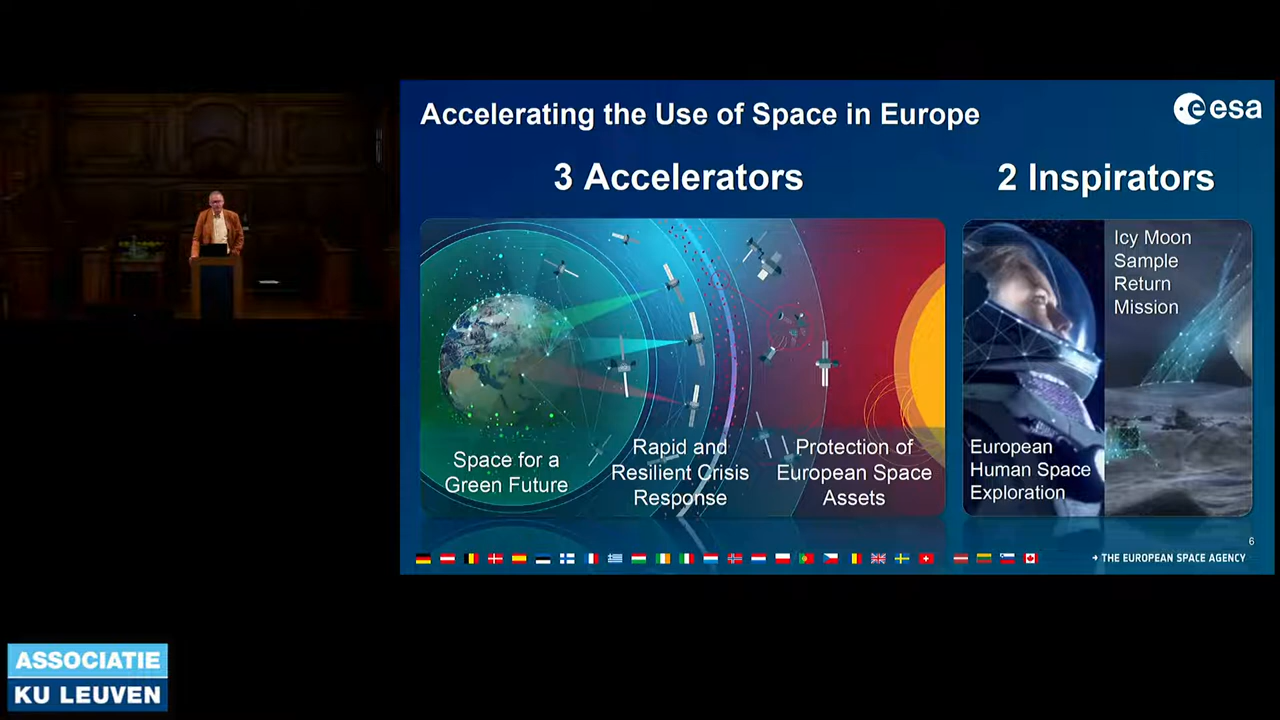 Accelerating the Use of Space in Europe
esa
3 Accelerators
2 Inspirators
Space for a
Green Future
Rapid and
Resilient Crisis
Response
Protection of
European Space
Assets
European
Human Space
Exploration
Icy Moon
Sample
Return
Mission
6
→ THE EUROPEAN SPACE AGENCY
ASSOCIATIE
KU LEUVEN